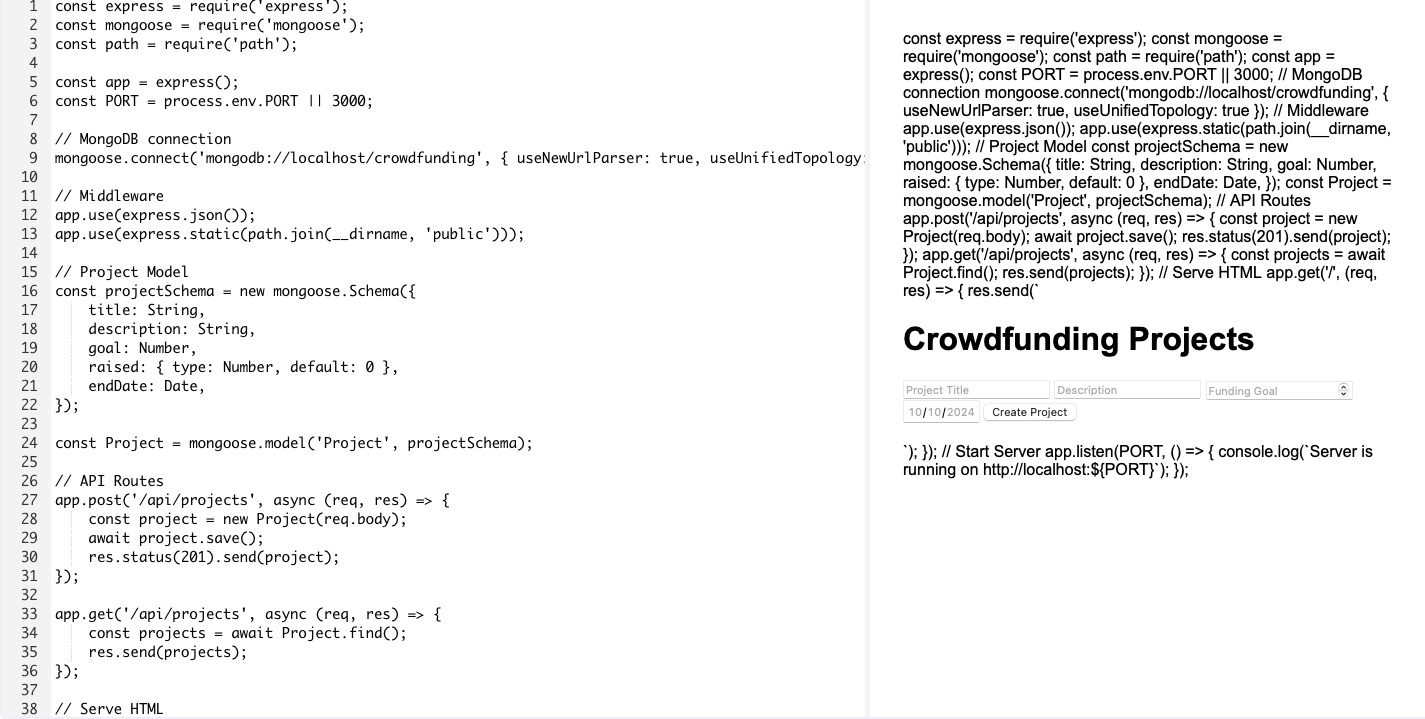 1 const express = require('express');
2 const mongoose = require('mongoose');
3 const path = require('path');
4
5 const app = express();
6 const PORT = process.env.PORT || 3000;
7
8 // MongoDB connection
9 mongoose.connect('mongodb://localhost/crowdfunding', { useNewUrlParser: true, useUnifiedTopology:
10
11 // Middleware
12 app.use(express.json());
13 app.use(express.static(path.join(__dirname, 'public')));
14
15 // Project Model
16 const projectSchema = new mongoose.Schema({
17 title: String,
18 description: String,
19 goal: Number,
20 raised: { type: Number, default: 0 },
21 endDate: Date,
22 });
23
24 const Project = mongoose.model('Project', projectSchema);
25
26 // API Routes
27 app.post('/api/projects', async (req, res) => {
28 const project = new Project(req.body);
29 await project.save();
30 res.status(201).send(project);
31 });
32
33 app.get('/api/projects', async (req, res) => {
34 const projects = await Project.find();
35 res.send(projects);
36 });
37
38 // Serve HTML
const express = require('express'); const mongoose =
require('mongoose'); const path = require('path'); const app =
express(); const PORT = process.env.PORT || 3000; // MongoDB
connection mongoose.connect('mongodb://localhost/crowdfunding', {
useNewUrlParser: true, useUnifiedTopology: true }); // Middleware
app.use(express.json()); app.use(express.static(path.join(__dirname,
'public'))); // Project Model const projectSchema = new
mongoose.Schema({ title: String, description: String, goal: Number,
raised: { type: Number, default: 0 }, endDate: Date, }); const Project =
mongoose.model('Project', projectSchema); // API Routes
app.post('/api/projects', async (req, res) => { const project = new
Project(req.body); await project.save(); res.status(201).send(project);
}); app.get('/api/projects', async (req, res) => { const projects = await
Project.find(); res.send(projects); }); // Serve HTML app.get('/', (req,
res) => { res.send(`
Crowdfunding Projects
Project Title Description Funding Goal
10/10/2024 Create Project
`); }); // Start Server app.listen(PORT, () => { console.log(`Server is
running on http://localhost:${PORT}`); });